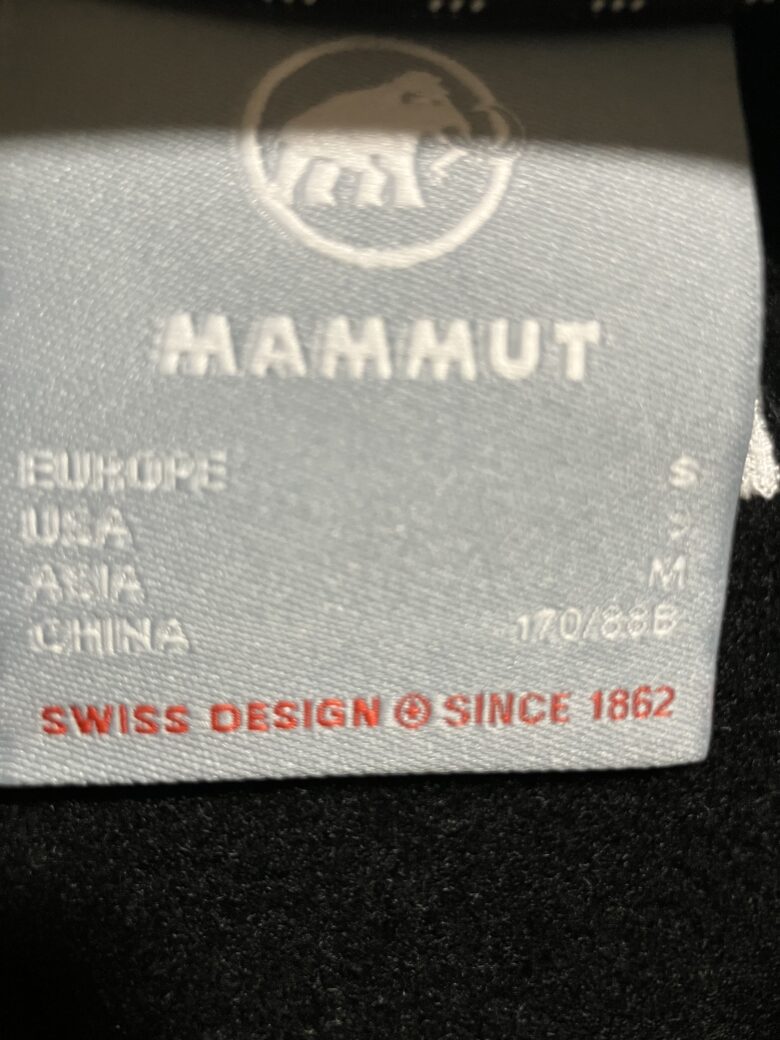 MAMMUT
EUROPE S
USA S
ASIA M
CHINA 170/88B
SWISS DESIGN SINCE 1862